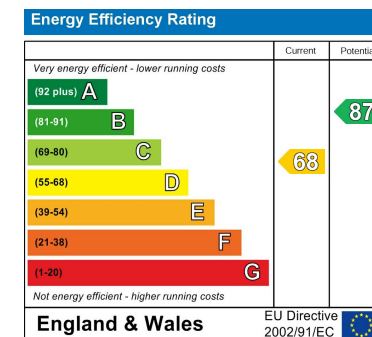 Energy Efficiency Rating
Current Potentia
Very energy efficient - lower running costs
(92 plus) A
(81-91) B
87
(69-80) C
68
(55-68) D
(39-54) E
(21-38) F
(1-20) G
Not energy efficient - higher running costs
England & Wales
EU Directive
2002/91/EC